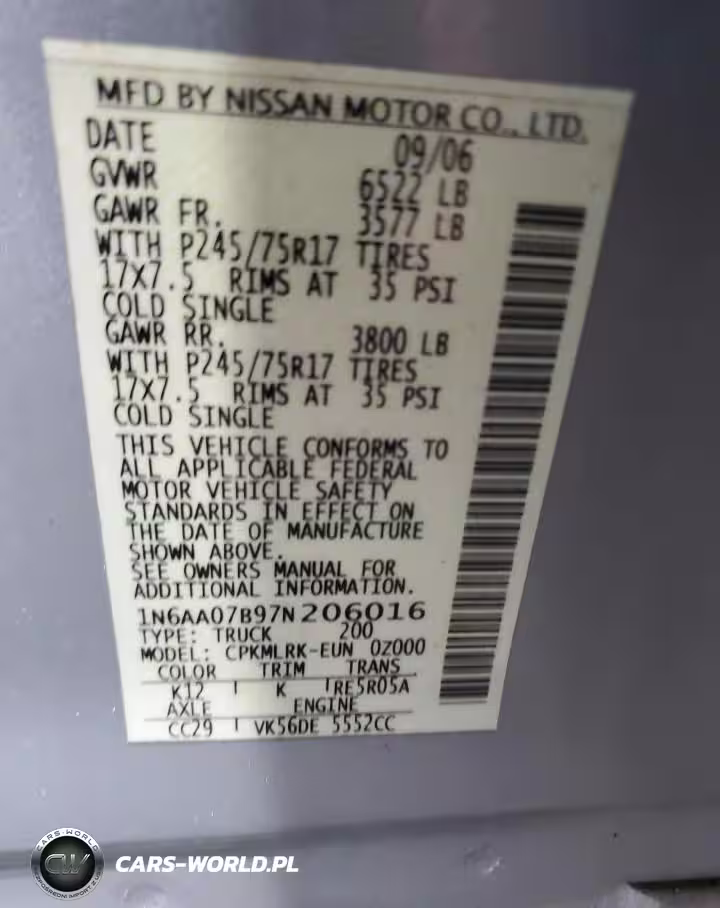 MFD BY NISSAN MOTOR CO., LTD.
DATE 09/06
GVWR 6522 LB
GAWR FR. 3577 LB
WITH P245/75R17 TIRES
17X7.5 RIMS AT 35 PSI
COLD SINGLE
GAWR RR. 3800 LB
WITH P245/75R17 TIRES
17X7.5 RIMS AT 35 PSI
COLD SINGLE
THIS VEHICLE CONFORMS TO
ALL APPLICABLE FEDERAL
MOTOR VEHICLE SAFETY
STANDARDS IN EFFECT ON
THE DATE OF MANUFACTURE
SHOWN ABOVE.
SEE OWNERS MANUAL FOR
ADDITIONAL INFORMATION.
1N6AA07B97N206016
TYPE: TRUCK 200
MODEL: CPKMLRK-EUN 0Z000
COLOR TRIM TRANS
K12 K RE5R05A
AXLE ENGINE
CC29 VK56DE 5552CC
CARS-WORLD
CW
CARS-WORLD.PL